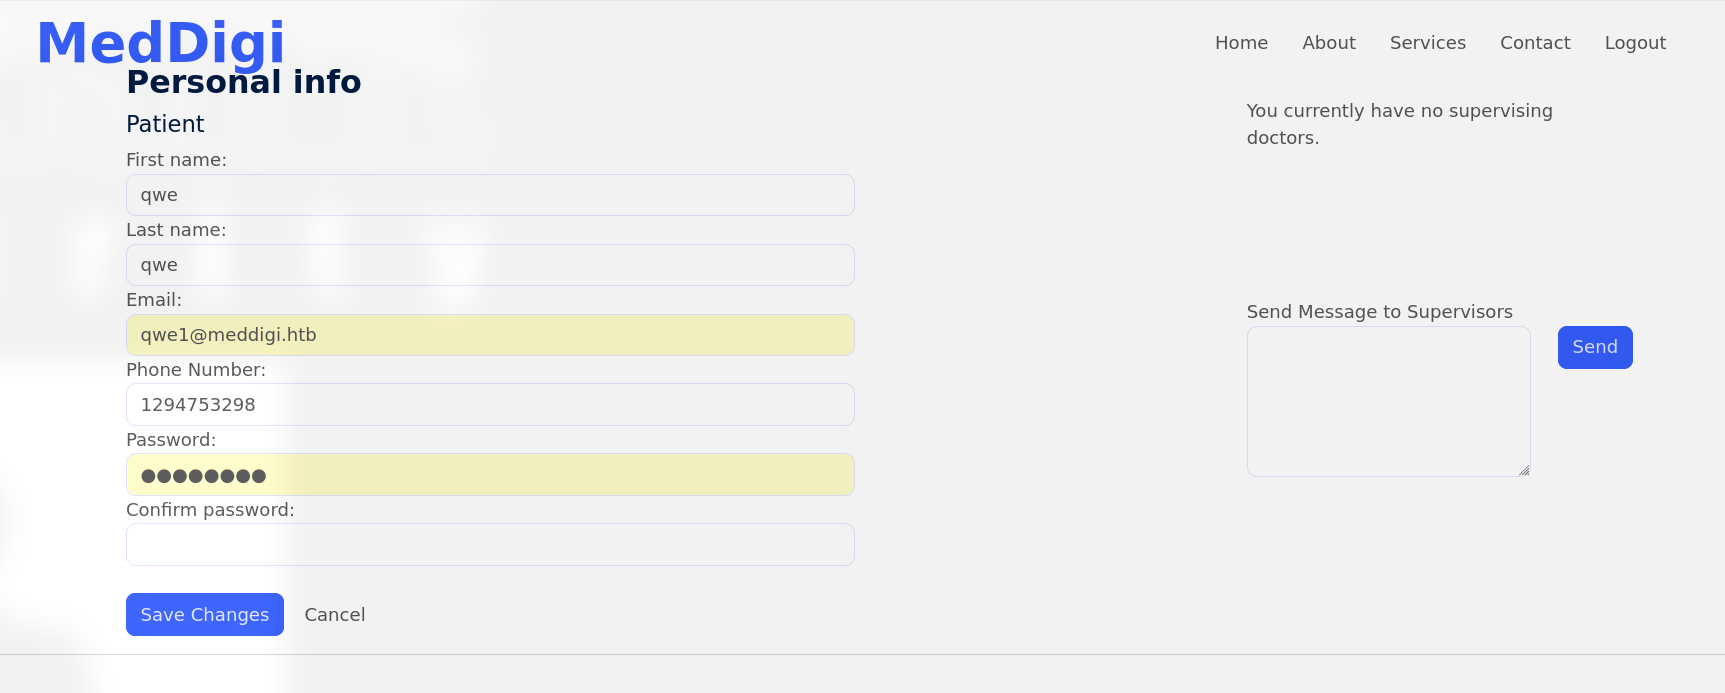 MedDigi
Home About Services Contact Logout
Personal info
Patient
First name:
qwe
Last name:
qwe
Email:
qwe1@meddigi.htb
Phone Number:
1294753298
Password:
●●●●●●●●
Confirm password:
Save Changes Cancel
You currently have no supervising
doctors.
Send Message to Supervisors
Send